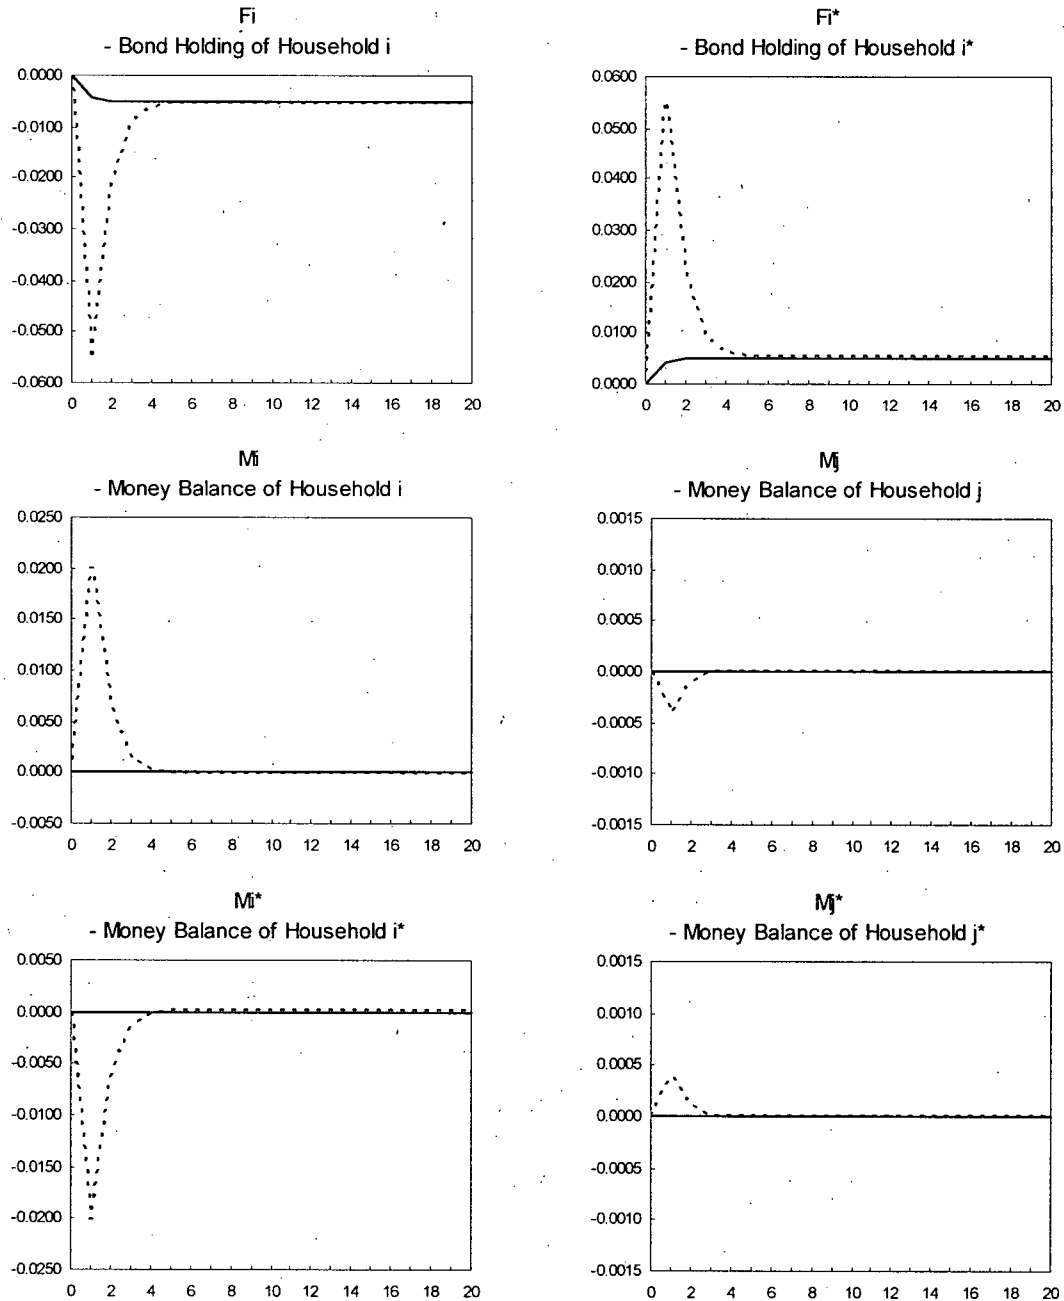 Fi
- Bond Holding of Household i
0.0000
-0.0100
-0.0200
-0.0300
-0.0400
-0.0500
-0.0600
0 2 4 6 8 10 12 14 16 18 20
Fi*
- Bond Holding of Household i*
0.0600
0.0500
0.0400
0.0300
0.0200
0.0100
0.0000
0 2 4 6 8 10 12 14 16 18 20
Mi
- Money Balance of Household i
0.0250
0.0200
0.0150
0.0100
0.0050
0.0000
-0.0050
0 2 4 6 8 10 12 14 16 18 20
Mj
- Money Balance of Household j
0.0015
0.0010
0.0005
0.0000
-0.0005
-0.0010
-0.0015
0 2 4 6 8 10 12 14 16 18 20
Mi*
- Money Balance of Household i*
0.0050
0.0000
-0.0050
-0.0100
-0.0150
-0.0200
-0.0250
0 2 4 6 8 10 12 14 16 18 20
Mj*
- Money Balance of Household j*
0.0015
0.0010
0.0005
0.0000
-0.0005
-0.0010
-0.0015
0 2 4 6 8 10 12 14 16 18 20